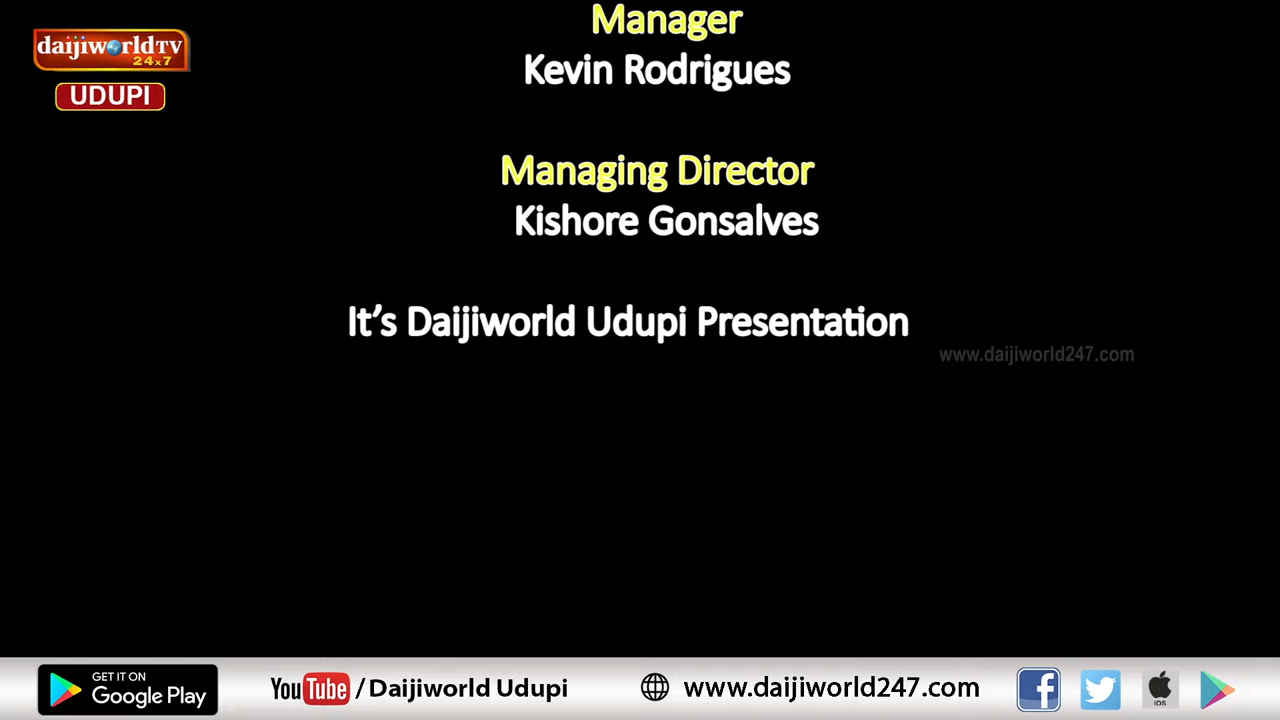 Manager
daijiworldTV
24x7
Kevin Rodrigues
UDUPI
Managing Director
Kishore Gonsalves
It’s Daijiworld Udupi Presentation
www.daijiworld247.com
GET IT ON
Google Play
YouTube / Daijiworld Udupi
www.daijiworld247.com
f
iOS